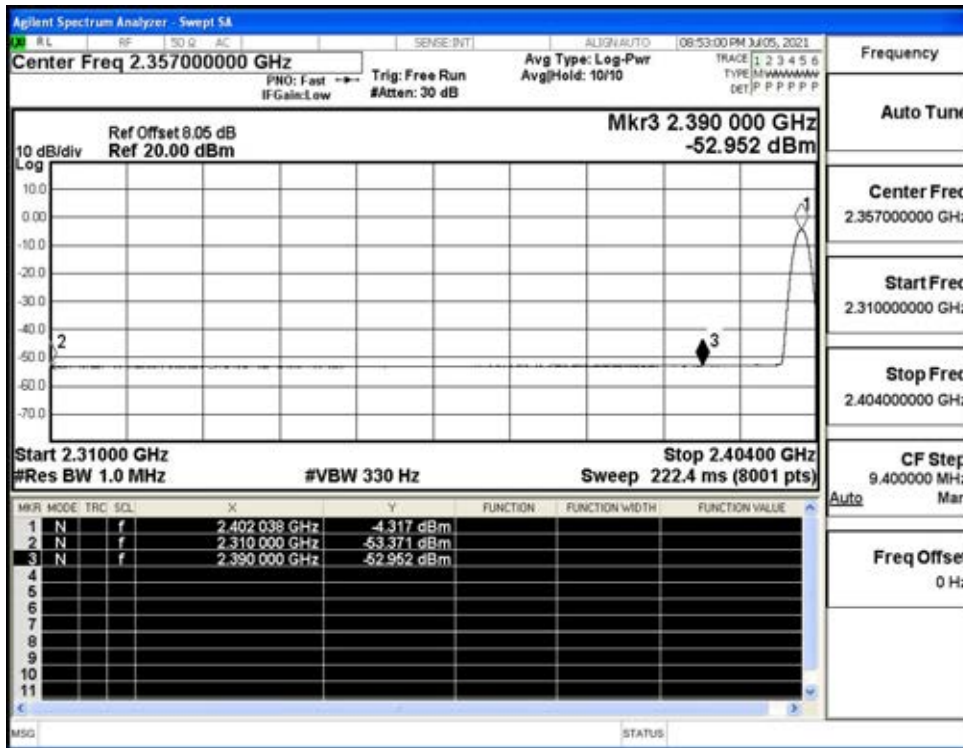 Agilent Spectrum Analyzer - Swept SA
RL RF 50 Ω AC SENSE:INT ALIGN AUTO 08:53:00 PM Jul 05, 2021
Center Freq 2.357000000 GHz
PNO: Fast
IFGain:Low
Trig: Free Run
#Atten: 30 dB
Avg Type: Log-Pwr
Avg|Hold: 10/10
TRACE 1 2 3 4 5 6
TYPE M WWWWW
DET P P P P P P
Ref Offset 8.05 dB
Ref 20.00 dBm
10 dB/div
Log
Mkr3 2.390 000 GHz
-52.952 dBm
10.0
0.00
-10.0
-20.0
-30.0
-40.0
-50.0
-60.0
-70.0
1
2
3
Start 2.31000 GHz
Stop 2.40400 GHz
#Res BW 1.0 MHz
#VBW 330 Hz
Sweep 222.4 ms (8001 pts)
MKR MODE TRC SCL X Y FUNCTION FUNCTION WIDTH FUNCTION VALUE
1 N f 2.402 038 GHz -4.317 dBm
2 N f 2.310 000 GHz -53.371 dBm
3 N f 2.390 000 GHz -52.952 dBm
4
5
6
7
8
9
10
11
MSG
STATUS
Frequency
Auto Tune
Center Freq
2.357000000 GHz
Start Freq
2.310000000 GHz
Stop Freq
2.404000000 GHz
CF Step
9.400000 MHz
Auto Man
Freq Offset
0 Hz